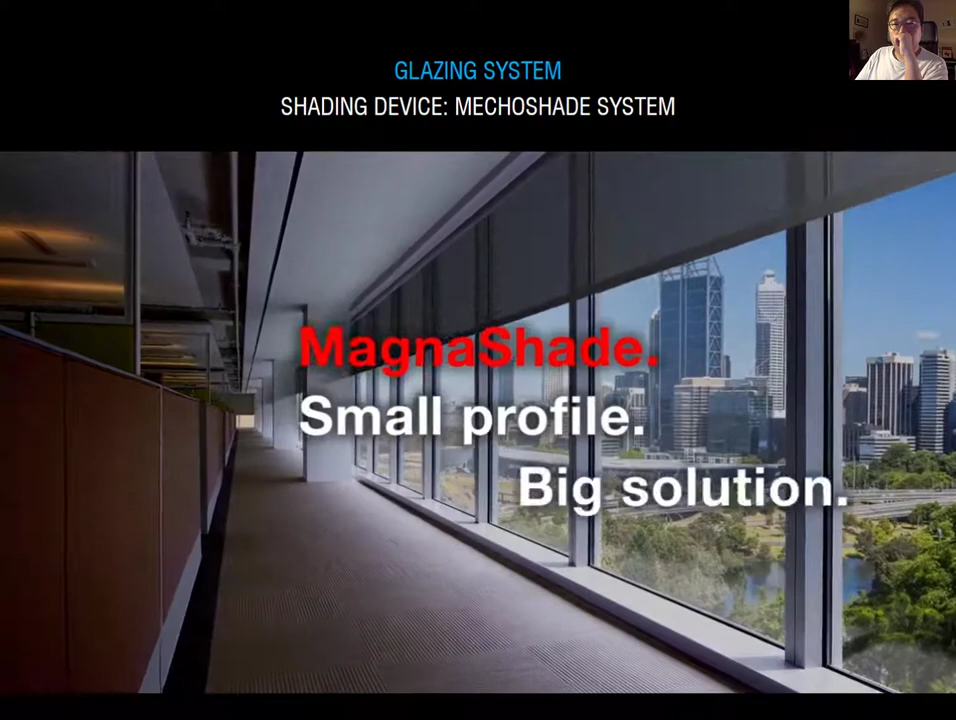 GLAZING SYSTEM
SHADING DEVICE: MECHOSHADE SYSTEM
MagnaShade.
Small profile.
Big solution.